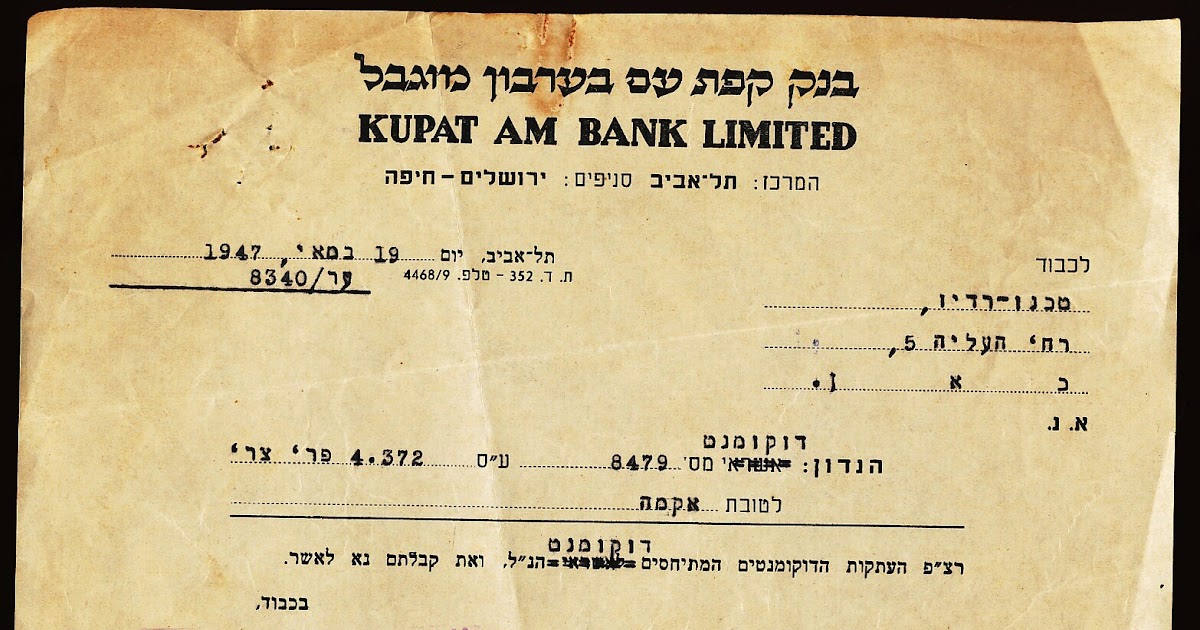 בנק קפת עם בערבון מוגבל
KUPAT AM BANK LIMITED
המרכז: תל־אביב סניפים: ירושלים – חיפה
תל־אביב, יום 19 במאי, 1947
ת. ד. 352 – טלפ. 4468/9
ער/8340
לכבוד
טכנו-רדיו,
רח' העליה 5,
כ א ן.
א. נ.
דוקומנט
הנדון: אשראי מס' 8479 ע"ס 4.372 פר' צר'
לטובת אקמה
דוקומנט
רצ"פ העתקות הדוקומנטים המתיחסים לאשראי הנ"ל, ואת קבלתם נא לאשר.
בכבוד,